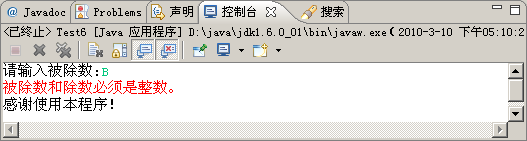 @ Javadoc Problems 声明 控制台 搜索
<已终止> Test6 [Java 应用程序] D:\java\jdk1.6.0_01\bin\javaw.exe (2010-3-10 下午05:10:2
请输入被除数:B
被除数和除数必须是整数。
感谢使用本程序!